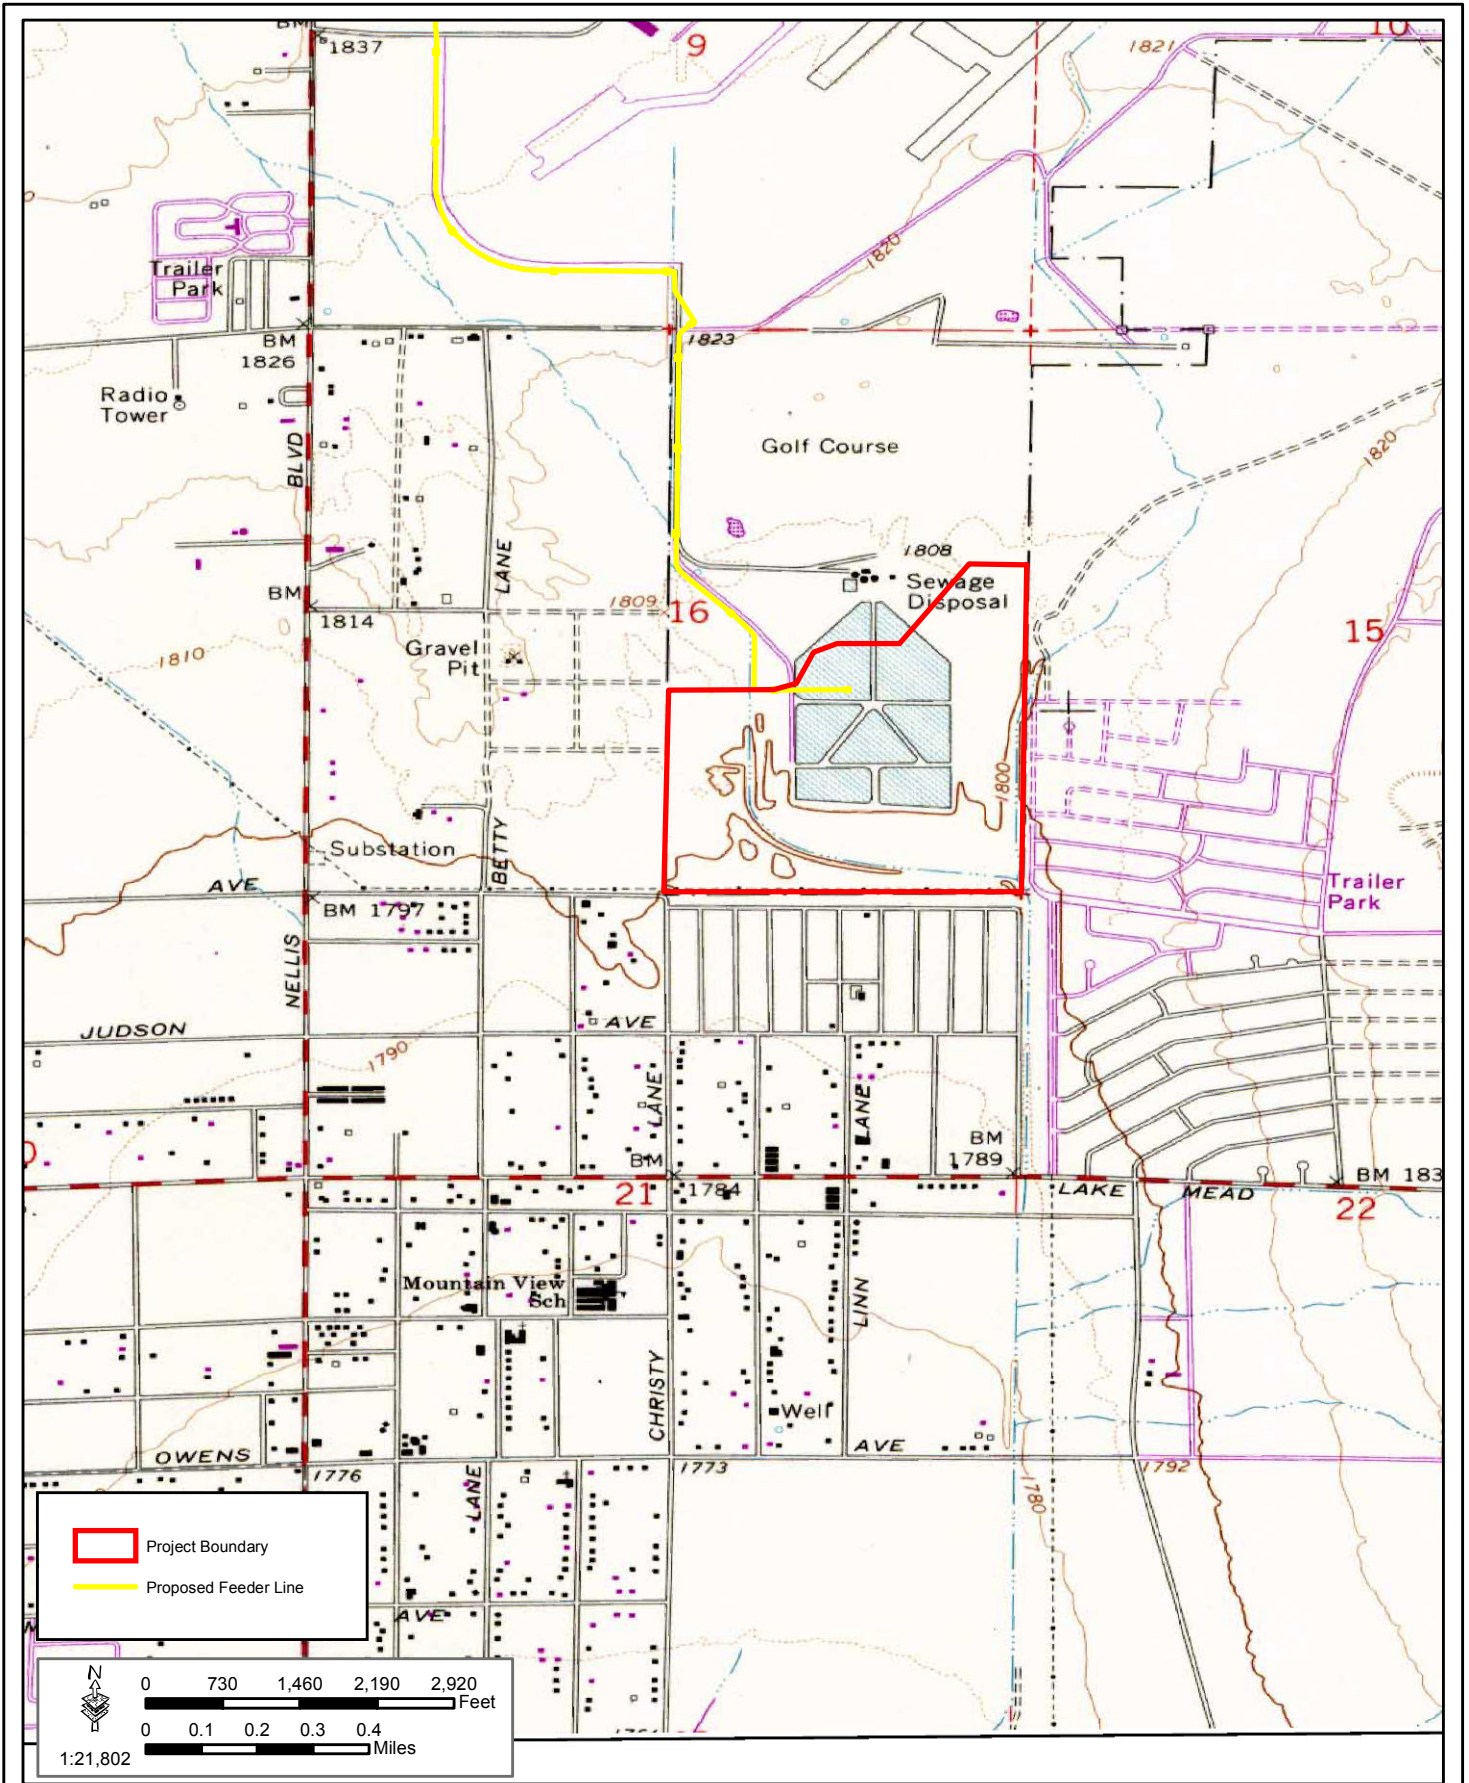 BM
1837
9
1821
10
Trailer
Park
1820
BM
1826
1823
Radio
Tower
BLVD
Golf Course
1820
LANE
1808
Sewage
Disposal
BM
1814
1809
16
15
1810
Gravel
Pit
1800
Substation
BETTY
AVE
BM 1797
Trailer
Park
NELLIS
JUDSON
AVE
1790
LANE
LANE
BM
1789
BM
1784
21
LAKE
MEAD
BM 183
22
Mountain View
Sch
LINN
CHRISTY
Well
OWENS
AVE
1776
1773
1792
LANE
1780
AVE
Project Boundary
Proposed Feeder Line
N
0 730 1,460 2,190 2,920
Feet
0 0.1 0.2 0.3 0.4
Miles
1:21,802